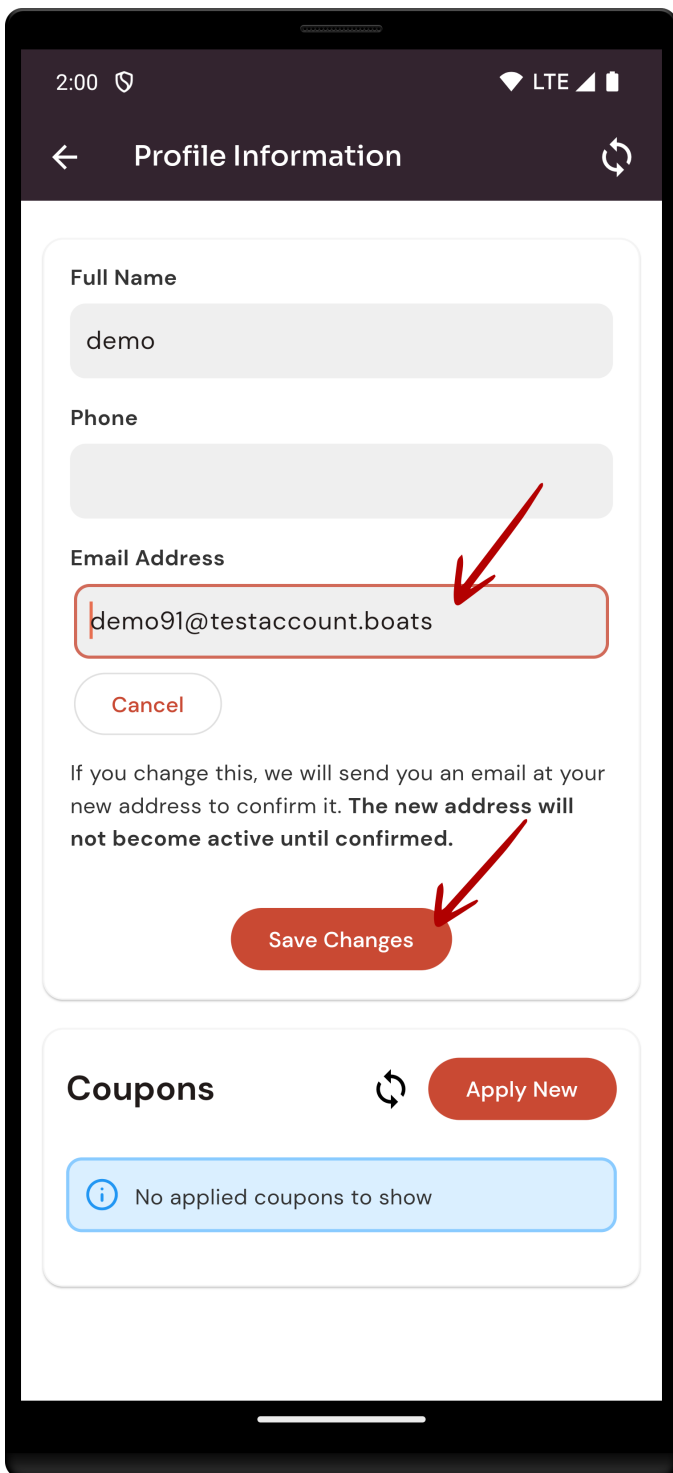 2:00 LTE
Profile Information
Full Name
demo
Phone
Email Address
demo91@testaccount.boats
Cancel
If you change this, we will send you an email at your
new address to confirm it. The new address will
not become active until confirmed.
Save Changes
Coupons
Apply New
No applied coupons to show